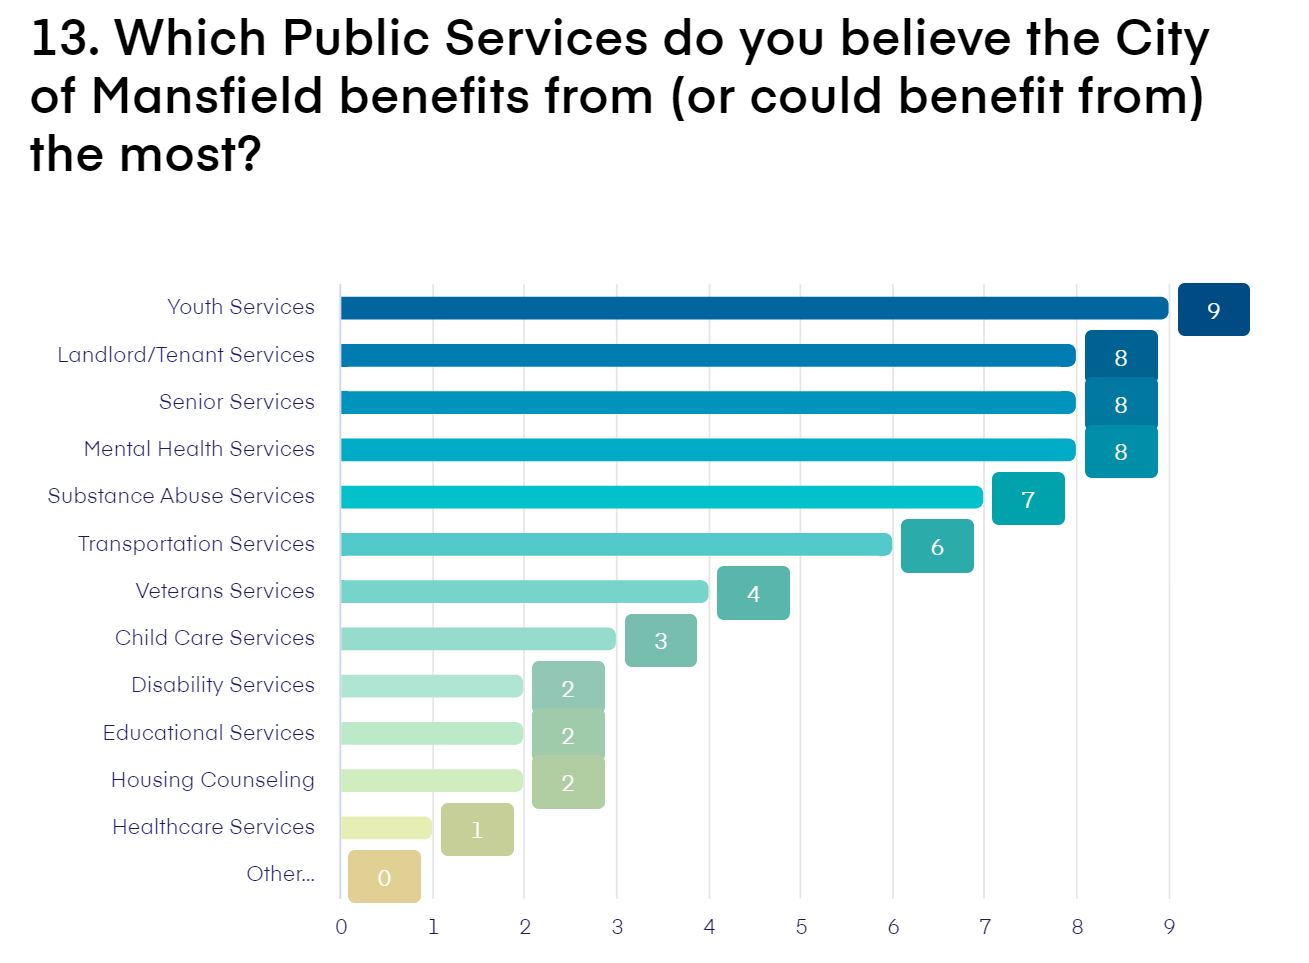 13. Which Public Services do you believe the City
of Mansfield benefits from (or could benefit from)
the most?
Youth Services 9
Landlord/Tenant Services 8
Senior Services 8
Mental Health Services 8
Substance Abuse Services 7
Transportation Services 6
Veterans Services 4
Child Care Services 3
Disability Services 2
Educational Services 2
Housing Counseling 2
Healthcare Services 1
Other... 0
0 1 2 3 4 5 6 7 8 9